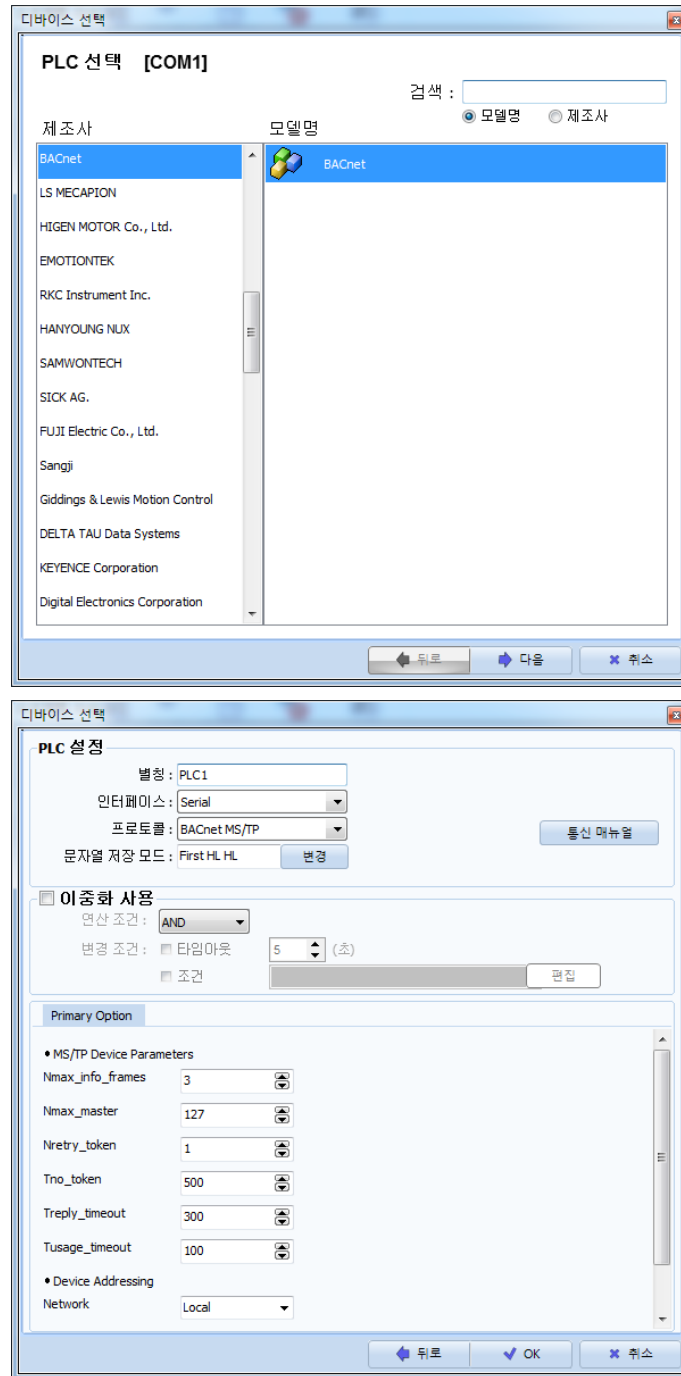 디바이스 선택
PLC 선택 [COM1]
검색 :
모델명 제조사
제조사 모델명
BACnet BACnet
LS MECAPION
HIGEN MOTOR Co., Ltd.
EMOTIONTEK
RKC Instrument Inc.
HANYOUNG NUX
SAMWONTECH
SICK AG.
FUJI Electric Co., Ltd.
Sangji
Giddings & Lewis Motion Control
DELTA TAU Data Systems
KEYENCE Corporation
Digital Electronics Corporation
뒤로 다음 취소
디바이스 선택
PLC 설정
별칭 : PLC1
인터페이스 : Serial
프로토콜 : BACnet MS/TP 통신 매뉴얼
문자열 저장 모드 : First HL HL 변경
이중화 사용
연산 조건 : AND
변경 조건 : 타임아웃 5 (초)
조건 편집
Primary Option
• MS/TP Device Parameters
Nmax_info_frames 3
Nmax_master 127
Nretry_token 1
Tno_token 500
Treply_timeout 300
Tusage_timeout 100
• Device Addressing
Network Local
뒤로 OK 취소